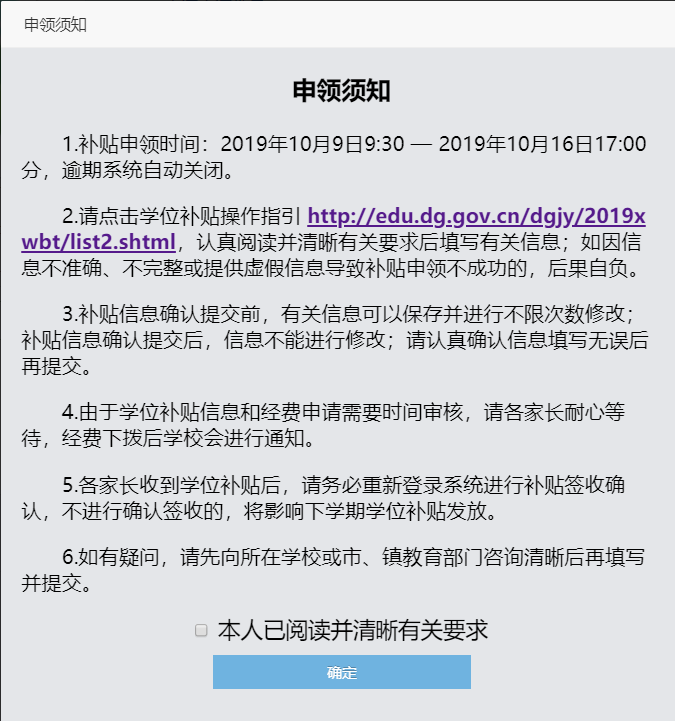 申领须知
申领须知
1.补贴申领时间：2019年10月9日9:30 — 2019年10月16日17:00
分，逾期系统自动关闭。
2.请点击学位补贴操作指引 http://edu.dg.gov.cn/dgjy/2019x
wbt/list2.shtml，认真阅读并清晰有关要求后填写有关信息；如因信
息不准确、不完整或提供虚假信息导致补贴申领不成功的，后果自负。
3.补贴信息确认提交前，有关信息可以保存并进行不限次数修改；
补贴信息确认提交后，信息不能进行修改；请认真确认信息填写无误后
再提交。
4.由于学位补贴信息和经费申请需要时间审核，请各家长耐心等
待，经费下拨后学校会进行通知。
5.各家长收到学位补贴后，请务必重新登录系统进行补贴签收确
认，不进行确认签收的，将影响下学期学位补贴发放。
6.如有疑问，请先向所在学校或市、镇教育部门咨询清晰后再填写
并提交。
本人已阅读并清晰有关要求
确定